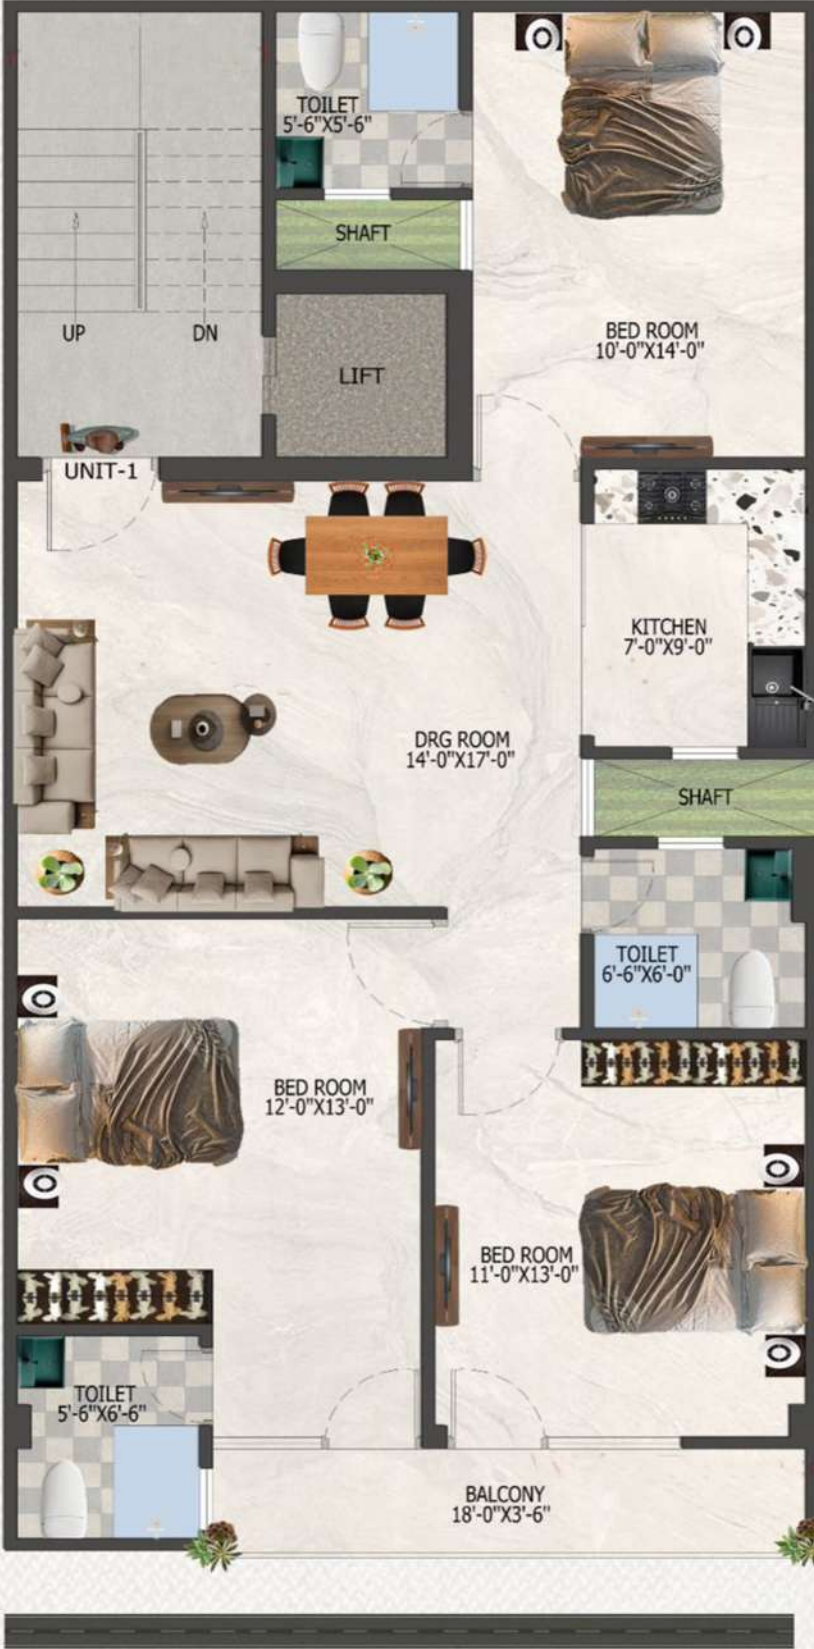 TOILET
5'-6"X5'-6"
SHAFT
UP
DN
LIFT
BED ROOM
10'-0"X14'-0"
UNIT-1
KITCHEN
7'-0"X9'-0"
DRG ROOM
14'-0"X17'-0"
SHAFT
TOILET
6'-6"X6'-0"
BED ROOM
12'-0"X13'-0"
BED ROOM
11'-0"X13'-0"
TOILET
5'-6"X6'-6"
BALCONY
18'-0"X3'-6"